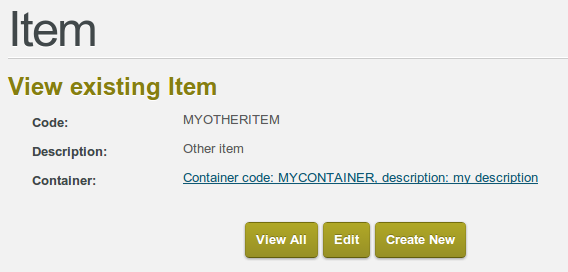 Item
View existing Item
Code: MYOTHERITEM
Description: Other item
Container: Container code: MYCONTAINER, description: my description
View All Edit Create New